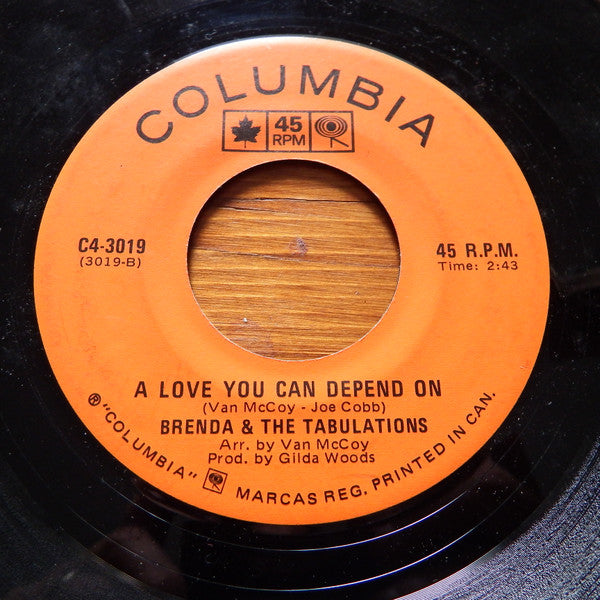 COLUMBIA
45
RPM
C4-3019
(3019-B)
45 R.P.M.
Time: 2:43
A LOVE YOU CAN DEPEND ON
(Van McCoy - Joe Cobb)
BRENDA & THE TABULATIONS
Arr. by Van McCoy
Prod. by Gilda Woods
®"COLUMBIA" MARCAS REG. PRINTED IN CAN.